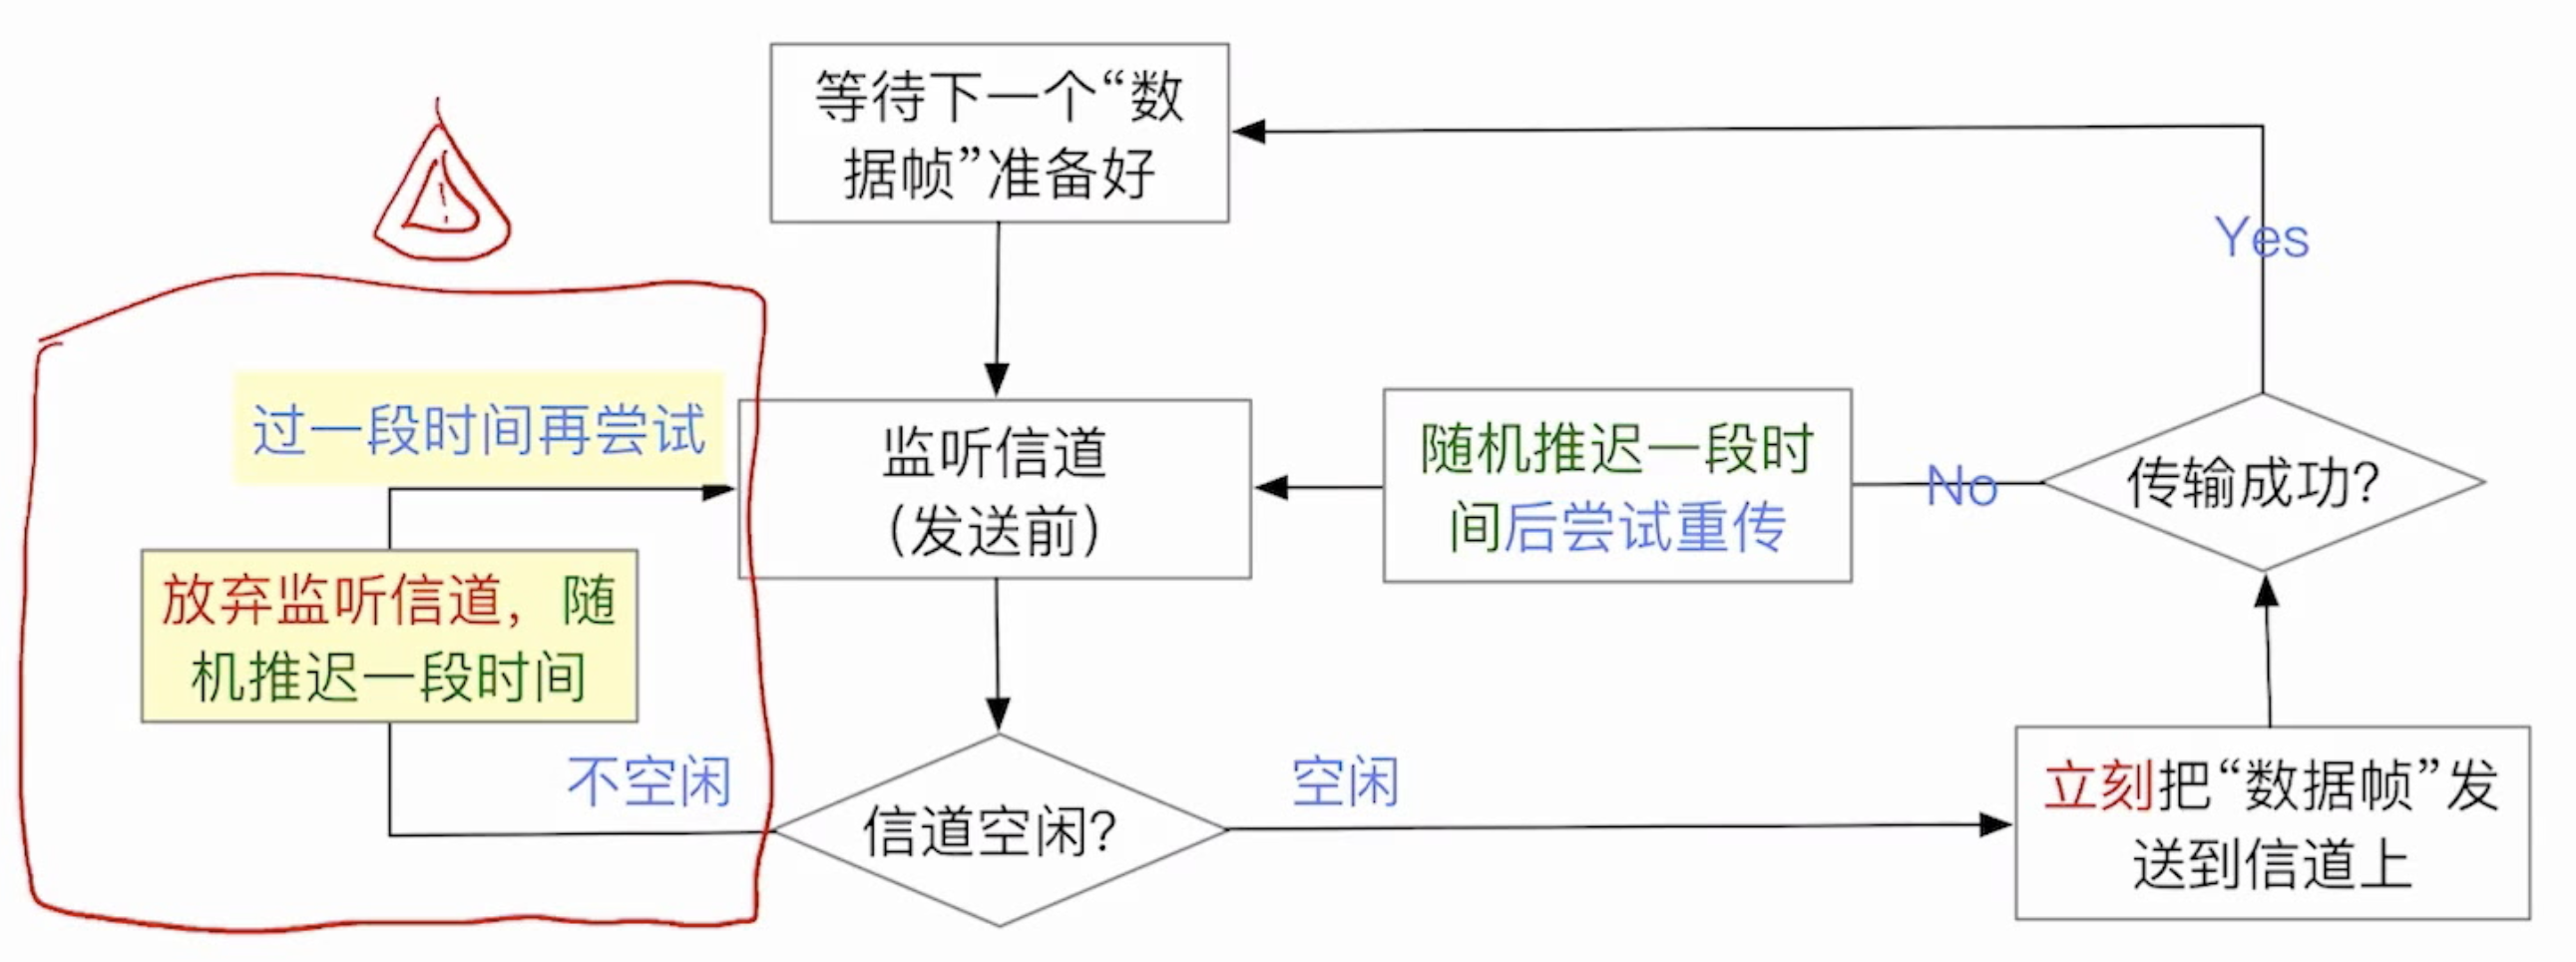 等待下一个“数
据帧”准备好
Yes
过一段时间再尝试
监听信道
（发送前）
随机推迟一段时
间后尝试重传
No
传输成功？
放弃监听信道，随
机推迟一段时间
不空闲
信道空闲？
空闲
立刻把“数据帧”发
送到信道上